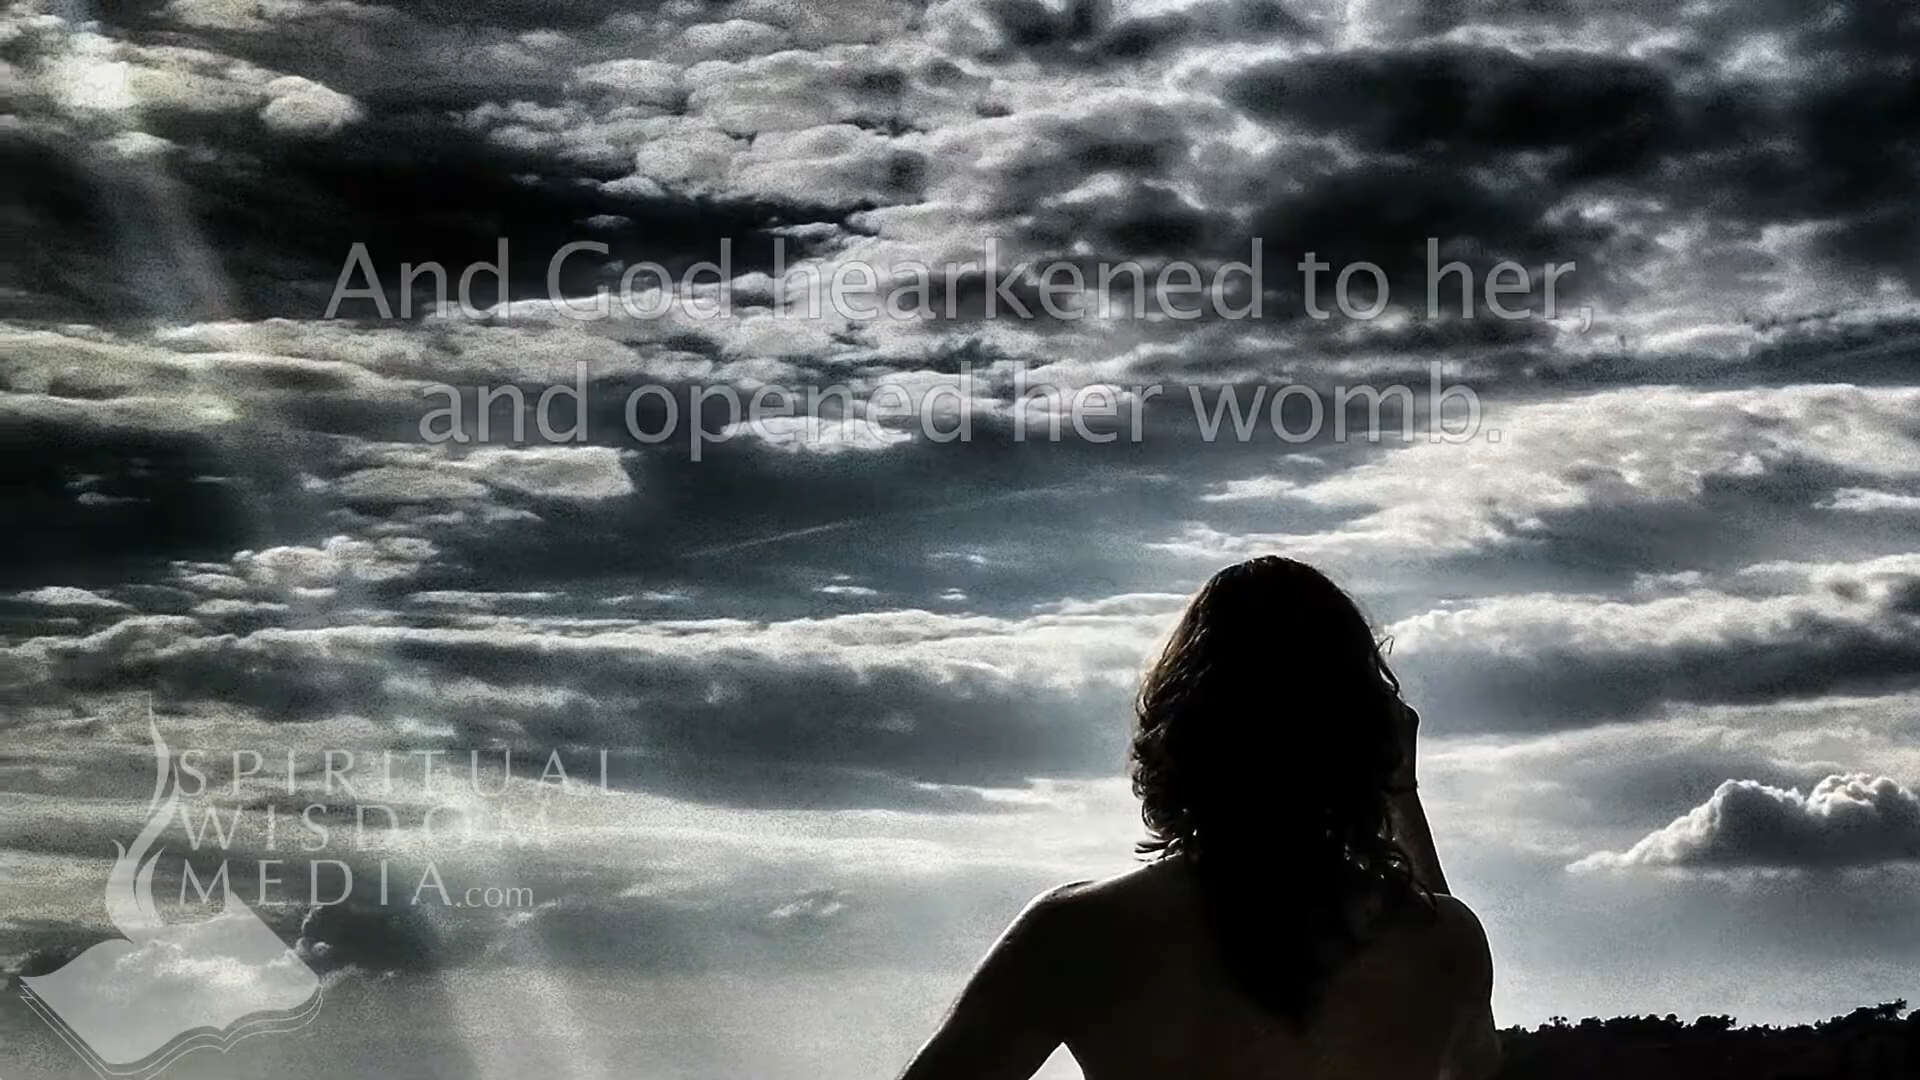 And God hearkened to her,
and opened her womb.
SPIRITUAL
WISDOM
MEDIA.com